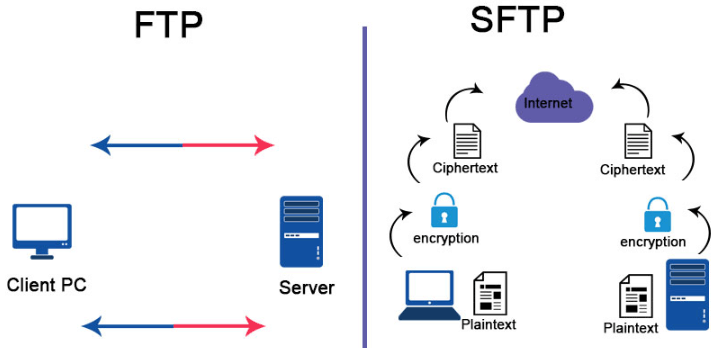 FTP
Client PC
Server
SFTP
Internet
Ciphertext
Ciphertext
encryption
encryption
Plaintext
Plaintext